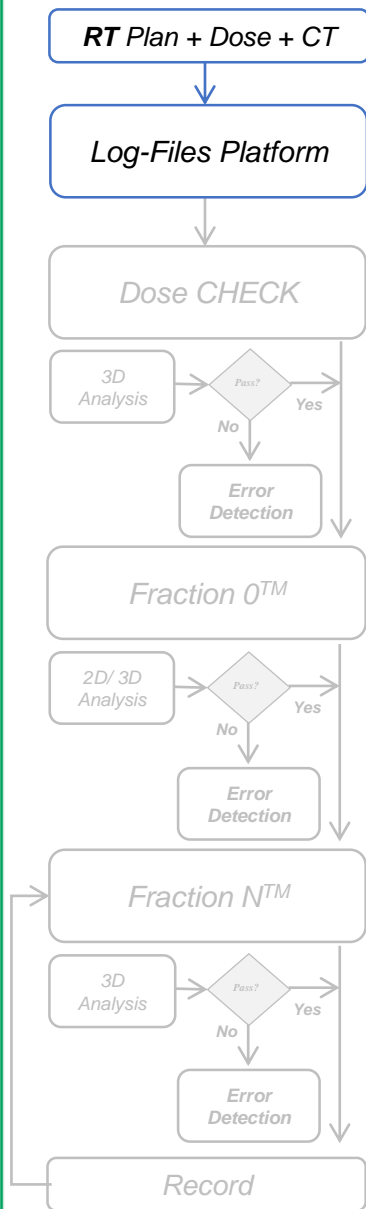 RT Plan + Dose + CT
Log-Files Platform
Dose CHECK
3D
Analysis
Pass?
Yes
No
Error
Detection
Fraction 0TM
2D/ 3D
Analysis
Pass?
Yes
No
Error
Detection
Fraction NTM
3D
Analysis
Pass?
Yes
No
Error
Detection
Record